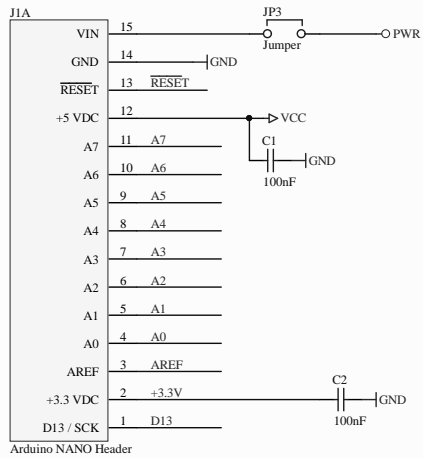 J1A
JP3
VIN 15 PWR
Jumper
GND 14 GND
RESET 13 RESET
+5 VDC 12 VCC
C1
A7 11 A7
GND
A6 10 A6
100nF
A5 9 A5
A4 8 A4
A3 7 A3
A2 6 A2
A1 5 A1
A0 4 A0
AREF 3 AREF
C2
+3.3 VDC 2 +3.3V GND
100nF
D13 / SCK 1 D13
Arduino NANO Header